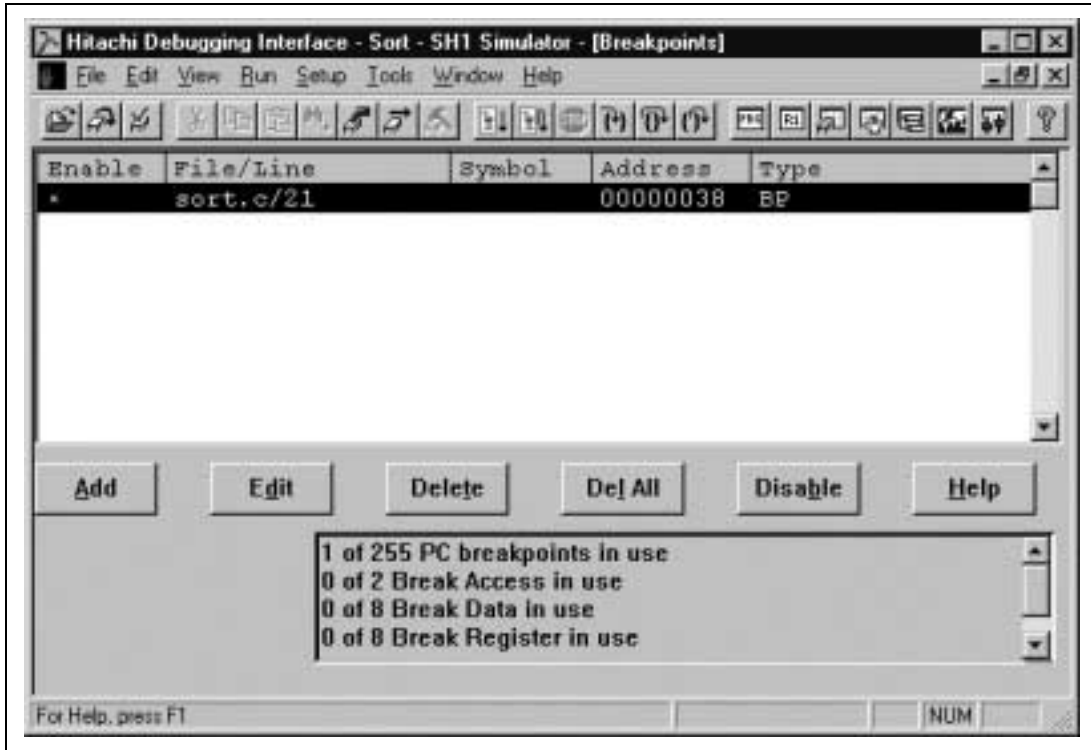 Hitachi Debugging Interface - Sort - SH1 Simulator - [Breakpoints]
File Edit View Run Setup Tools Window Help
Enable File/Line Symbol Address Type
* sort.c/21 00000038 BP
Add Edit Delete Del All Disable Help
1 of 255 PC breakpoints in use
0 of 2 Break Access in use
0 of 8 Break Data in use
0 of 8 Break Register in use
For Help, press F1 NUM